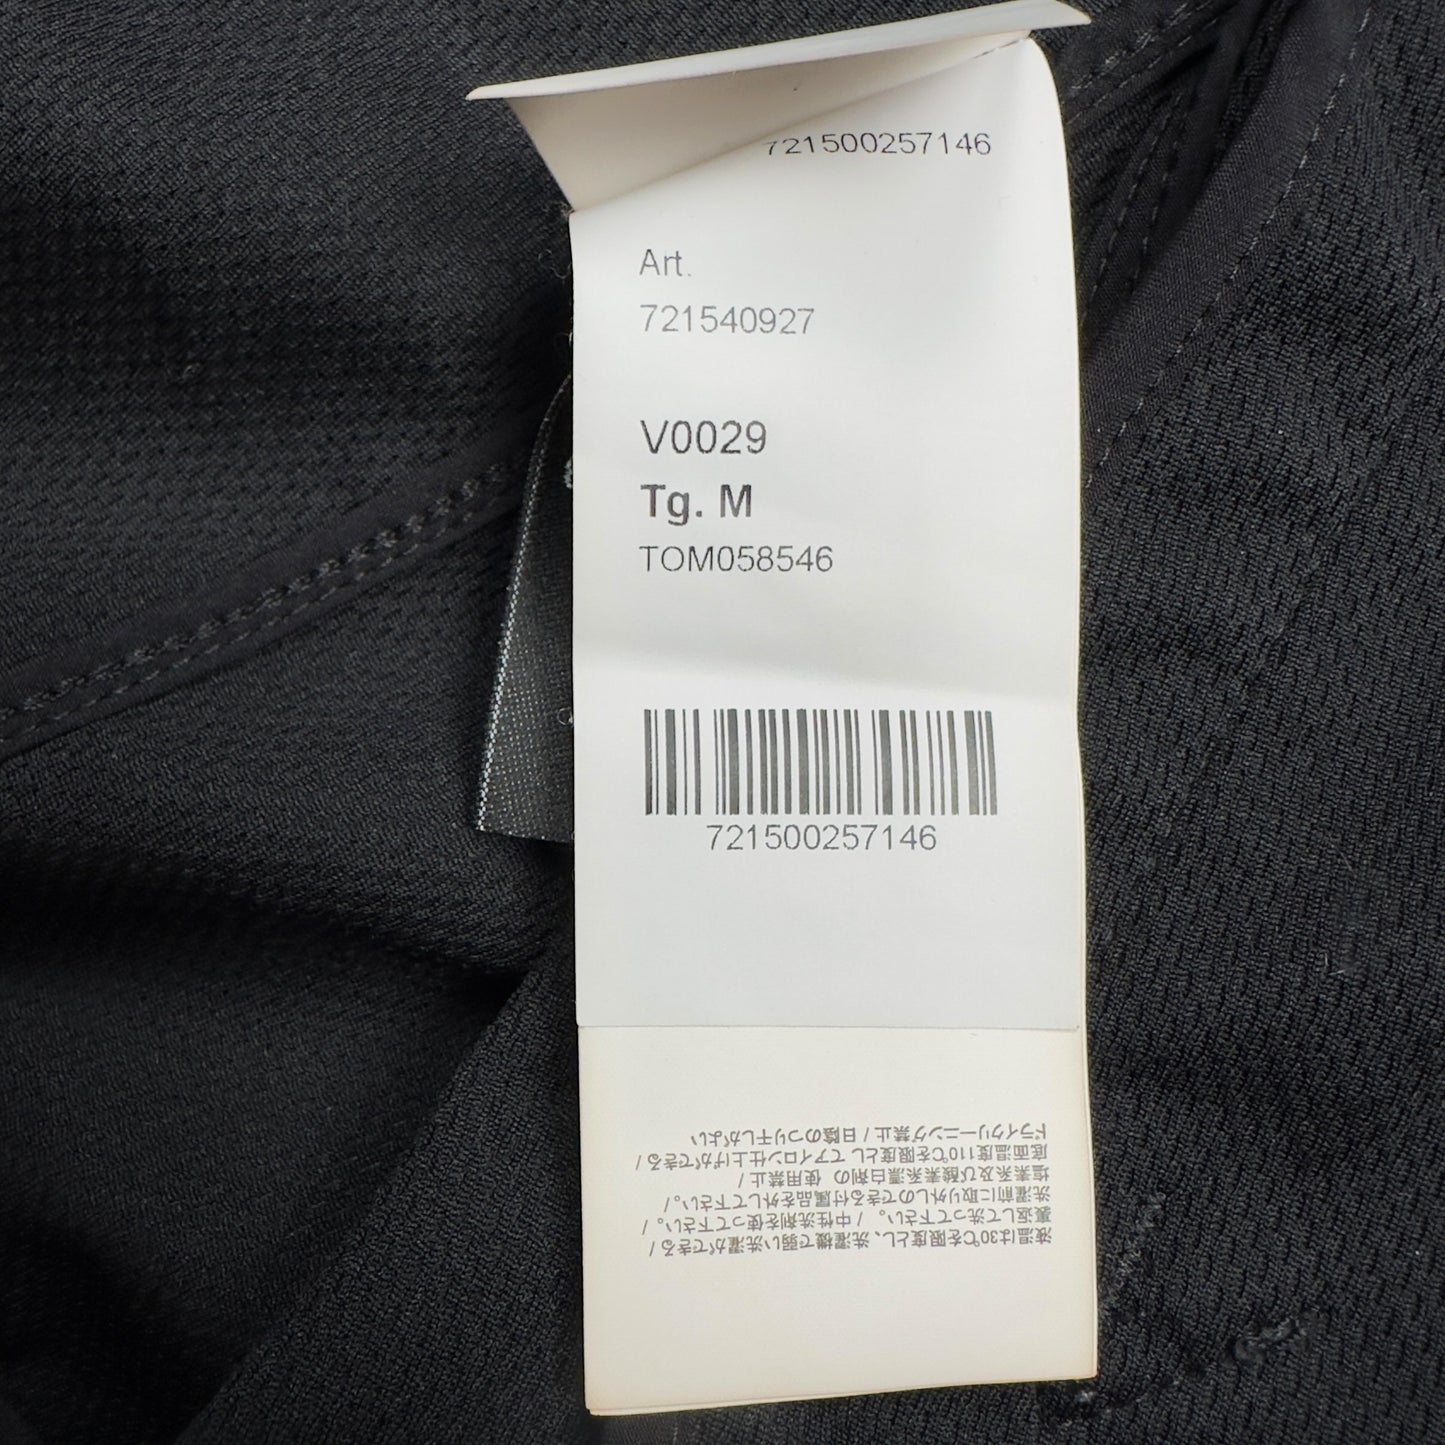 721500257146
Art.
721540927
V0029
Tg. M
TOM058546
721500257146
液温は30℃を限度とし、洗濯機で弱い洗濯ができる /
裏返して洗って下さい。 / 中性洗剤を使って下さい。 /
洗濯前に取り外しのできる付属品を外して下さい。 /
塩素系及び酸素系漂白剤の 使用禁止 /
底面温度110℃を限度とし てアイロン仕上げができる /
ドライクリーニング禁止 / 日陰のつり干しがよい